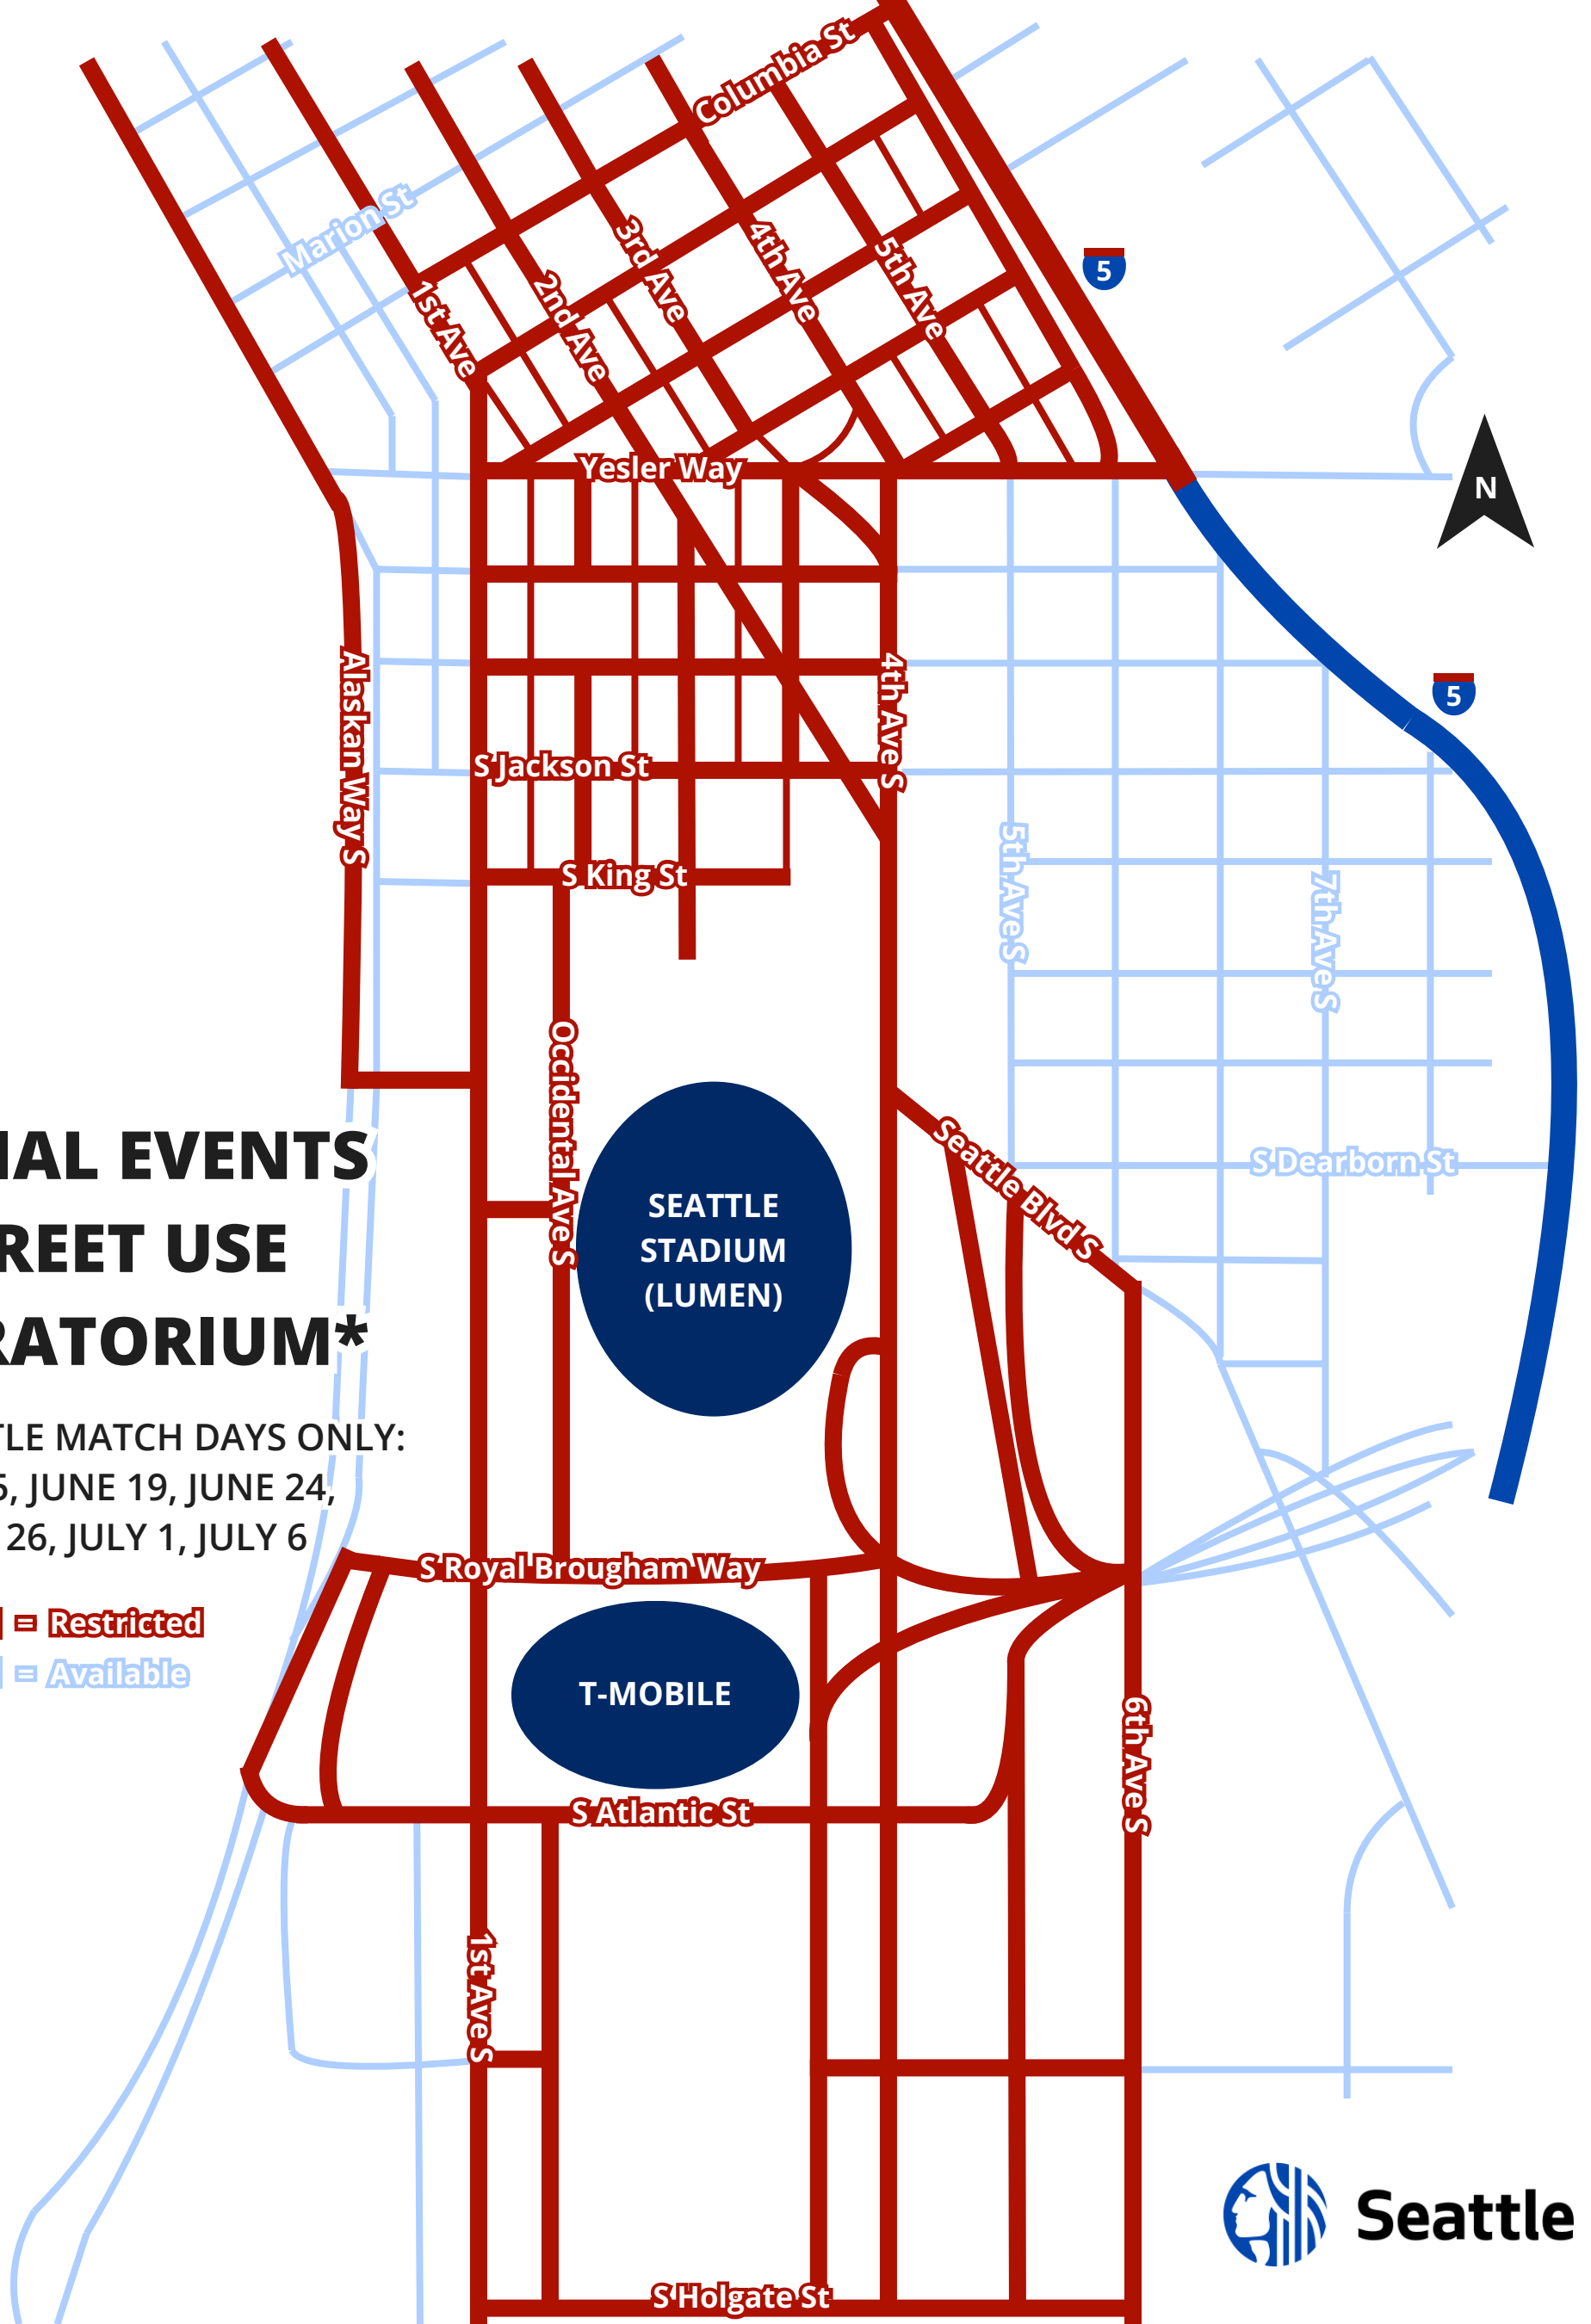 Columbia St
Marion St
1st Ave
2nd Ave
3rd Ave
4th Ave
5th Ave
5
N
Yesler Way
Alaskan Way S
4th Ave S
5
S Jackson St
S King St
5th Ave S
7th Ave S
Occidental Ave S
Seattle Blvd S
S Dearborn St
IAL EVENTS
REET USE
RATORIUM*
SEATTLE
STADIUM
(LUMEN)
TLE MATCH DAYS ONLY:
5, JUNE 19, JUNE 24,
26, JULY 1, JULY 6
= Restricted
= Available
S Royal Brougham Way
T-MOBILE
6th Ave S
S Atlantic St
1st Ave S
S Holgate St
Seattle